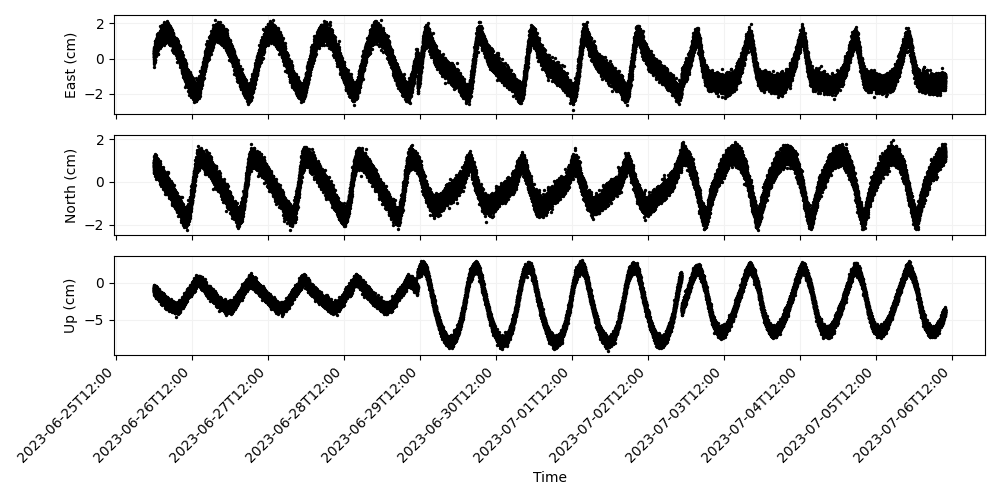 2
0
−2
East (cm)
2
0
−2
North (cm)
0
−5
Up (cm)
2023-06-25T12:00
2023-06-26T12:00
2023-06-27T12:00
2023-06-28T12:00
2023-06-29T12:00
2023-06-30T12:00
2023-07-01T12:00
2023-07-02T12:00
2023-07-03T12:00
2023-07-04T12:00
2023-07-05T12:00
2023-07-06T12:00
Time